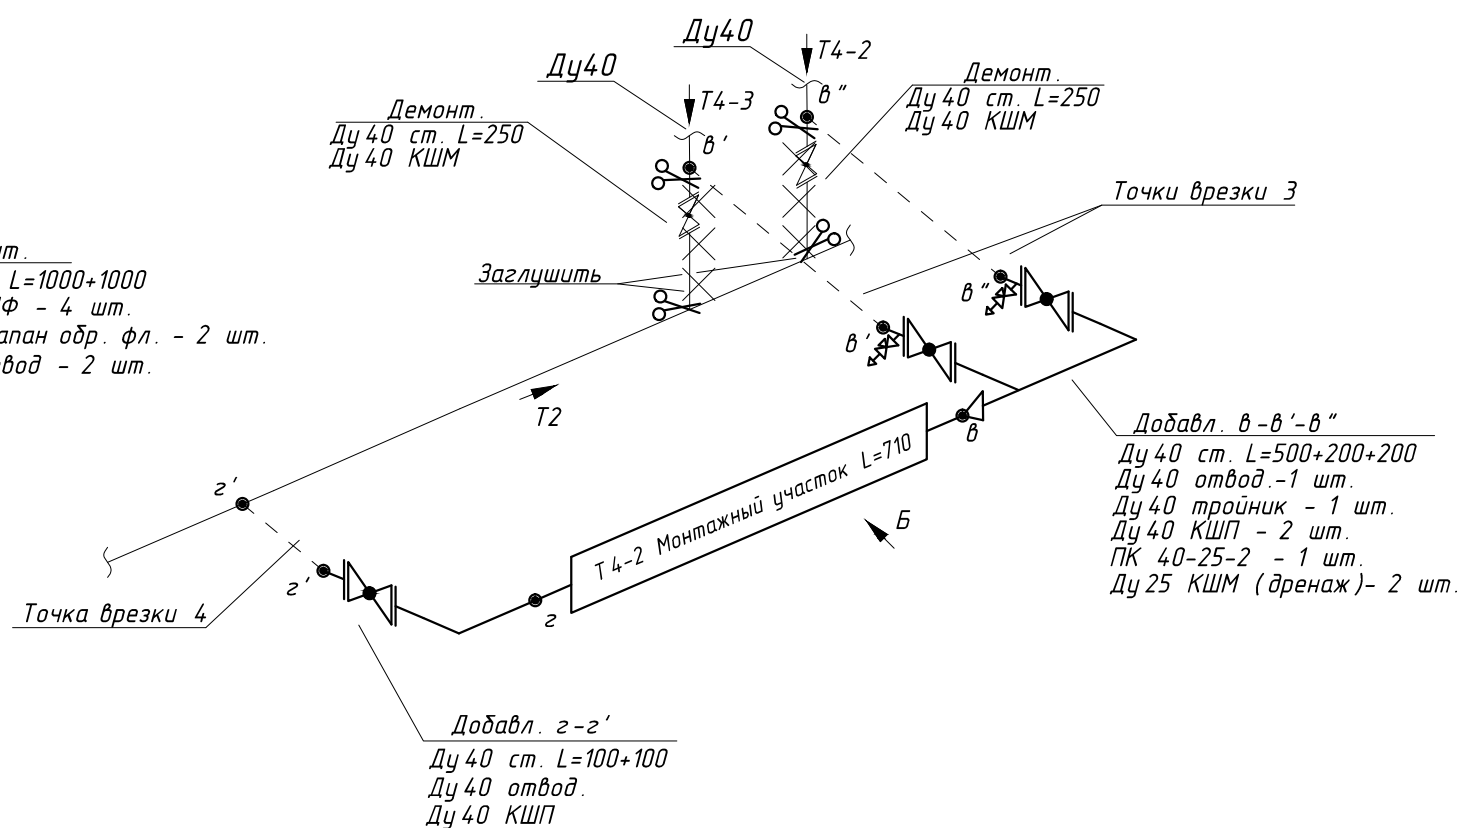 Ду40
Т4-2
Ду40
Т4-3
в"
в'
Демонт.
Ду 40 ст. L=250
Ду 40 КШМ
Демонт.
Ду 40 ст. L=250
Ду 40 КШМ
Точки врезки 3
L=1000+1000
- 4 шт.
обр. фл. - 2 шт.
- 2 шт.
Заглушить
в"
в'
Т2
в
Т 4-2 Монтажный участок L=710
Б
Добавл. в-в'-в"
Ду 40 ст. L=500+200+200
Ду 40 отвод.-1 шт.
Ду 40 тройник - 1 шт.
Ду 40 КШП - 2 шт.
ПК 40-25-2 - 1 шт.
Ду 25 КШМ (дренаж)- 2 шт.
г'
г'
г
Точка врезки 4
Добавл. г-г'
Ду 40 ст. L=100+100
Ду 40 отвод.
Ду 40 КШП